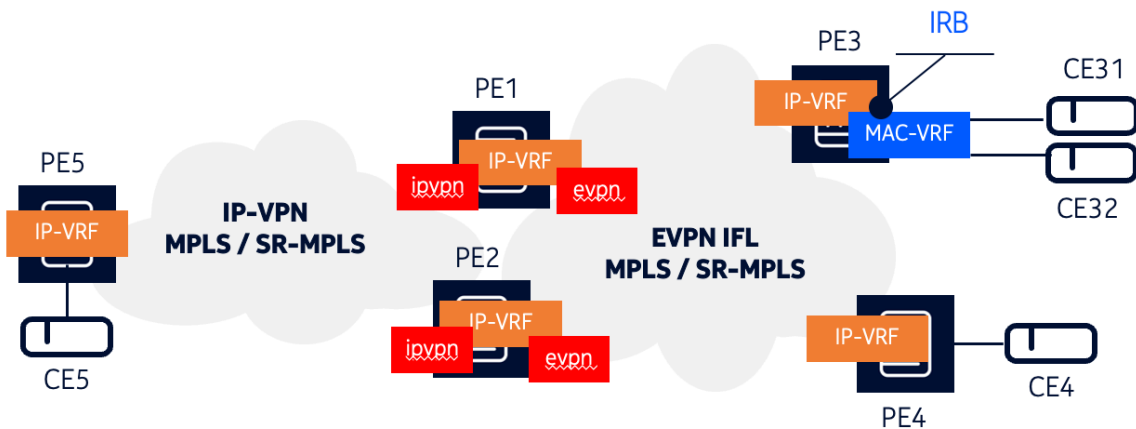 IRB
PE3
CE31
IP-VRF
MAC-VRF
CE32
PE1
IP-VRF
ipvpn
evpn
PE5
IP-VRF
CE5
IP-VPN
MPLS / SR-MPLS
EVPN IFL
MPLS / SR-MPLS
PE2
IP-VRF
ipvpn
evpn
IP-VRF
PE4
CE4